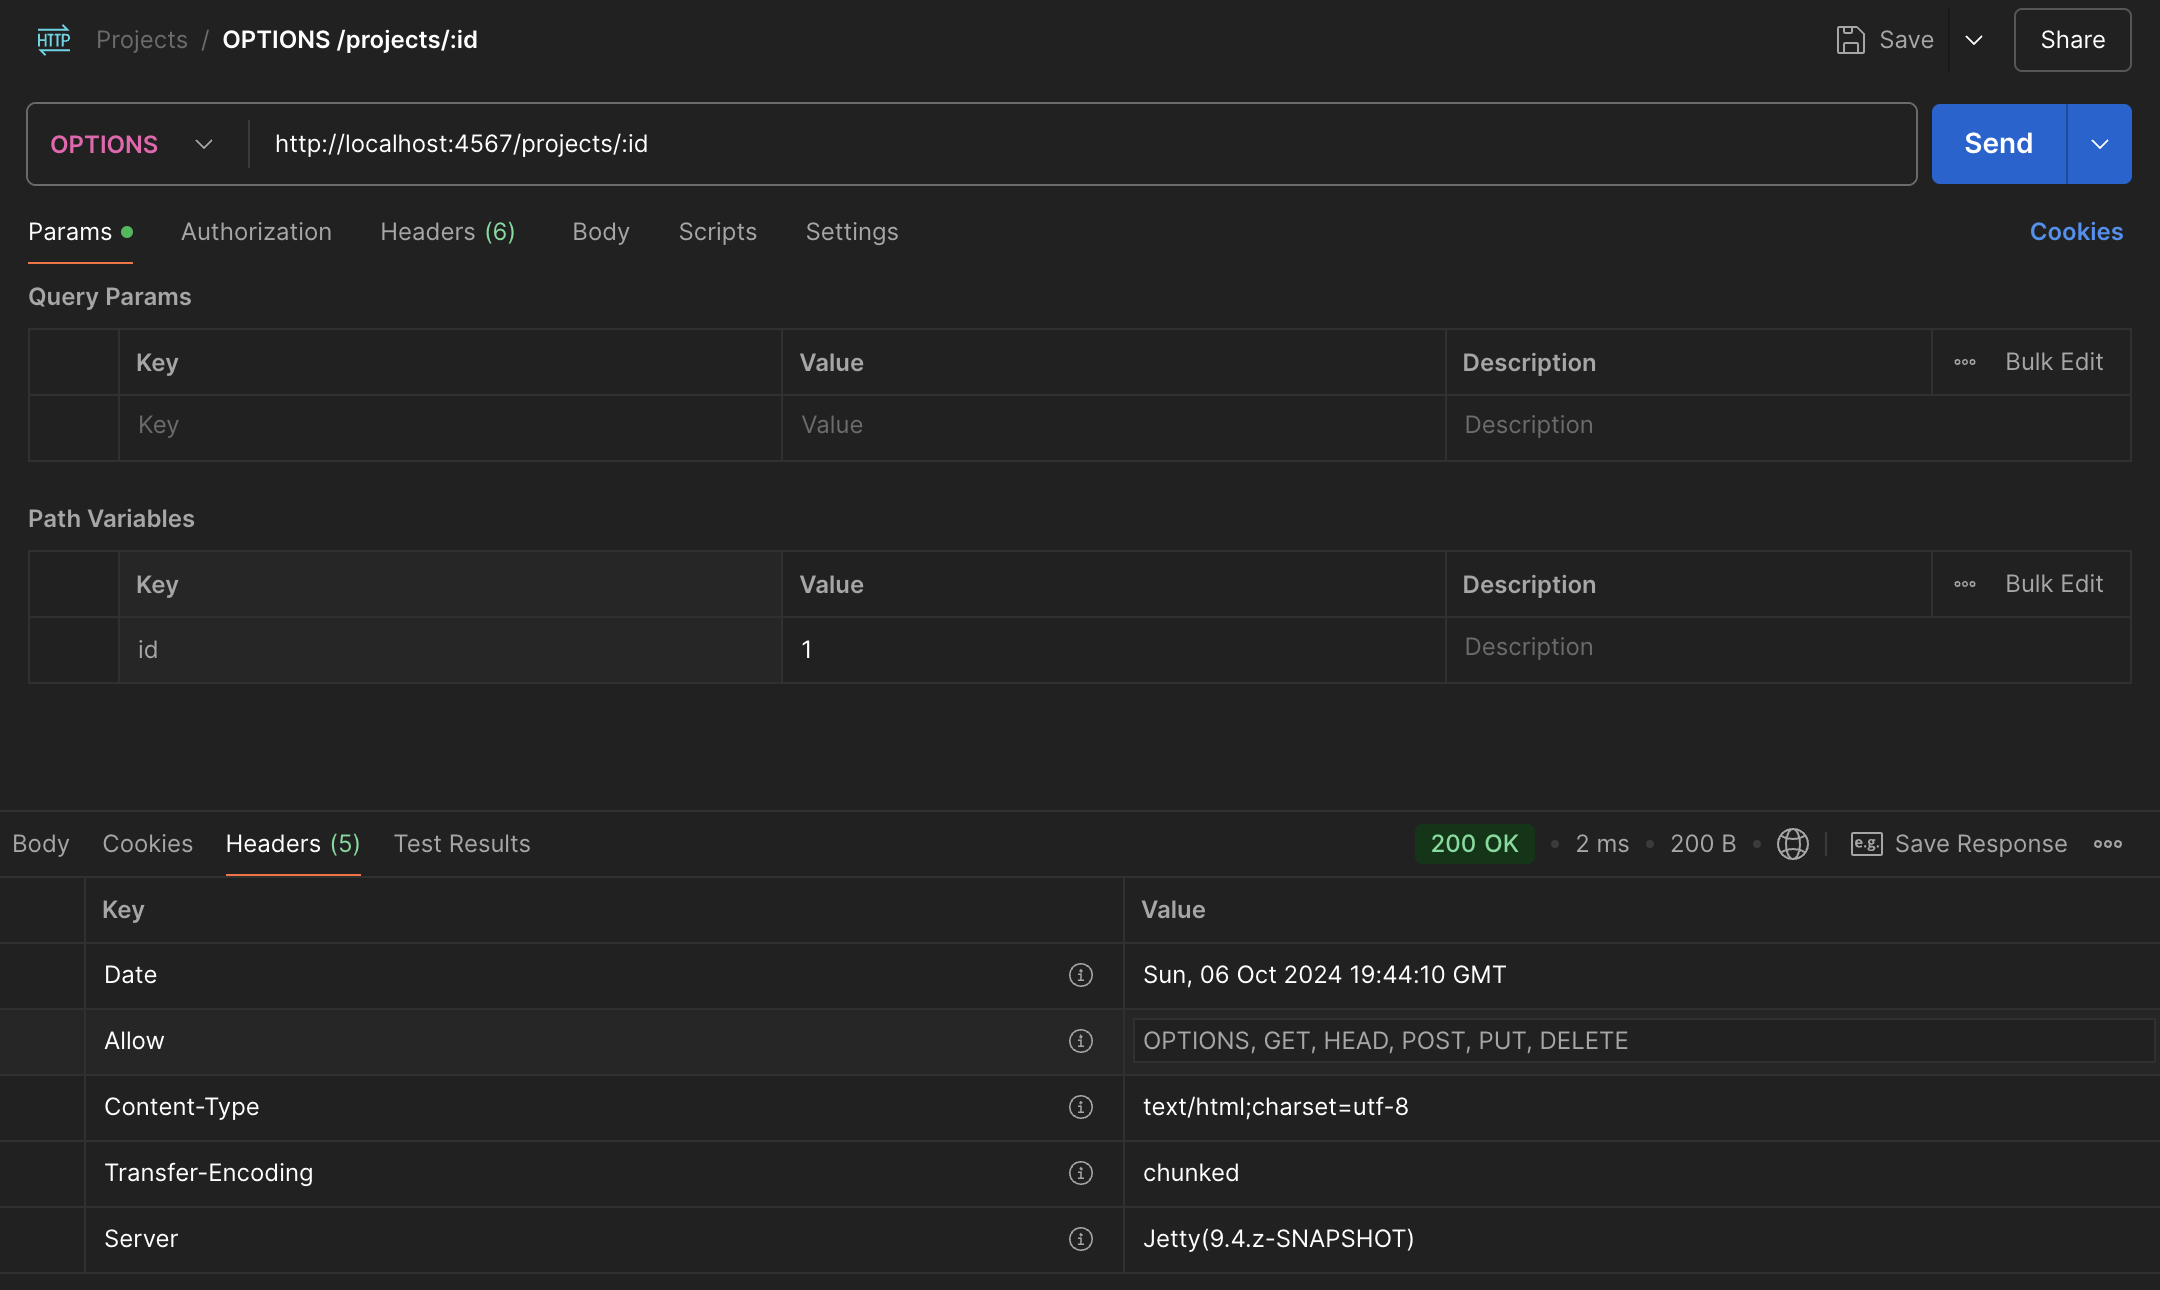 HTTP Projects / OPTIONS /projects/:id Save Share
OPTIONS http://localhost:4567/projects/:id Send
Params Authorization Headers (6) Body Scripts Settings Cookies
Query Params
Key Value Description Bulk Edit
Key Value Description
Path Variables
Key Value Description Bulk Edit
id 1 Description
Body Cookies Headers (5) Test Results 200 OK • 2 ms • 200 B • e.g. Save Response
Key Value
Date Sun, 06 Oct 2024 19:44:10 GMT
Allow OPTIONS, GET, HEAD, POST, PUT, DELETE
Content-Type text/html;charset=utf-8
Transfer-Encoding chunked
Server Jetty(9.4.z-SNAPSHOT)